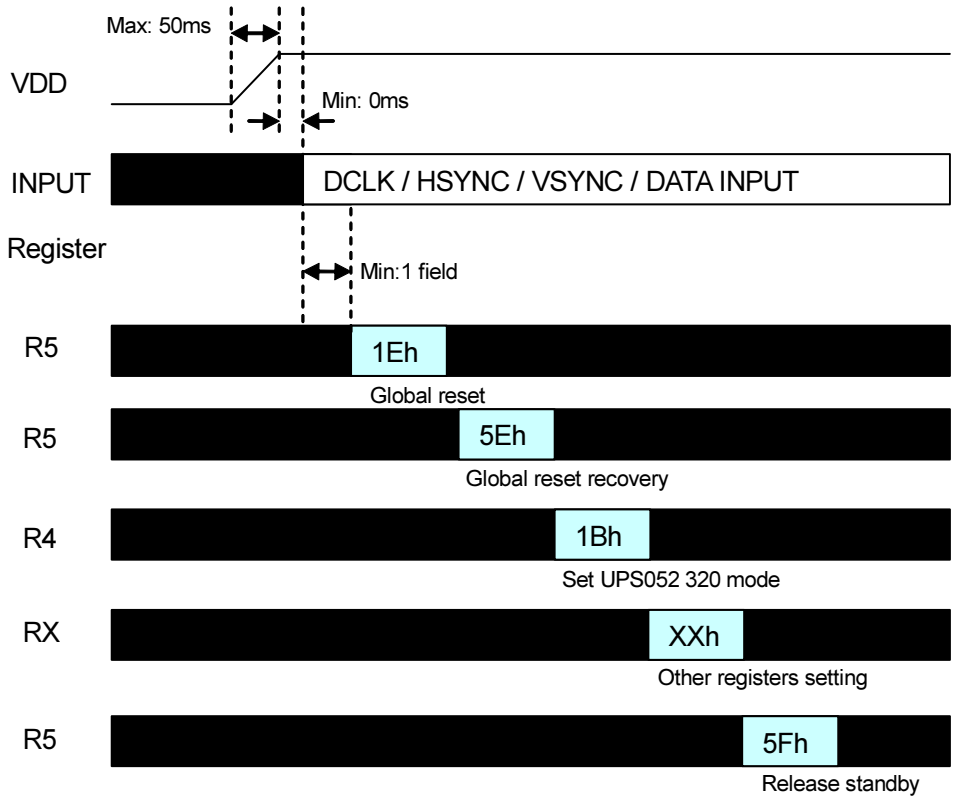 Max: 50ms
VDD
Min: 0ms
INPUT
DCLK / HSYNC / VSYNC / DATA INPUT
Register
Min:1 field
R5
1Eh
Global reset
R5
5Eh
Global reset recovery
R4
1Bh
Set UPS052 320 mode
RX
XXh
Other registers setting
R5
5Fh
Release standby